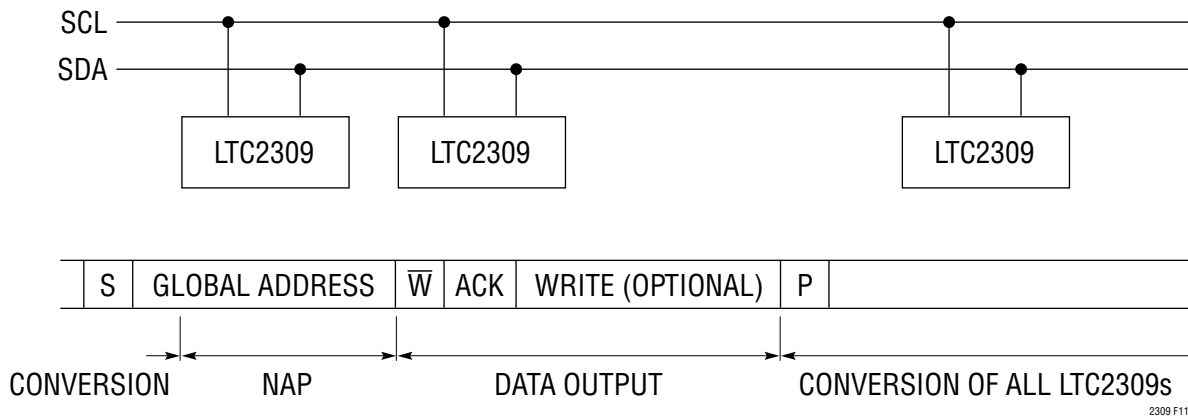 SCL
SDA
LTC2309 LTC2309 LTC2309
S GLOBAL ADDRESS W̅ ACK WRITE (OPTIONAL) P
CONVERSION NAP DATA OUTPUT CONVERSION OF ALL LTC2309s
2309 F11